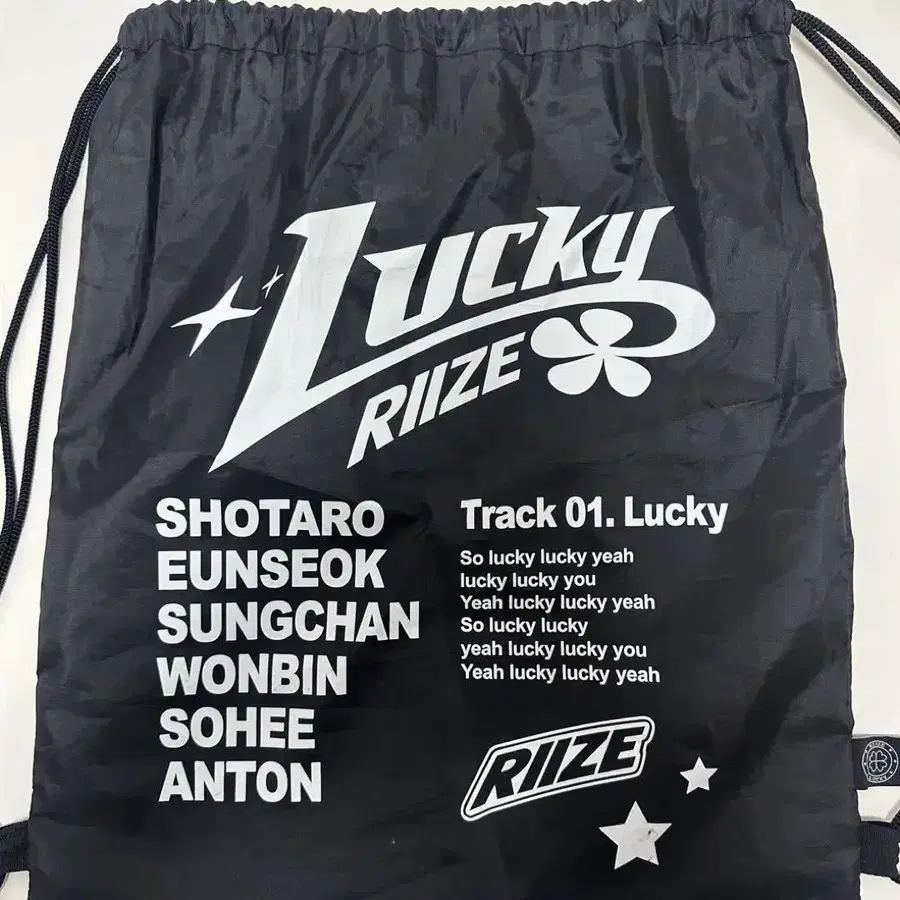 Lucky
RIIZE
SHOTARO
EUNSEOK
SUNGCHAN
WONBIN
SOHEE
ANTON
Track 01. Lucky
So lucky lucky yeah
lucky lucky you
Yeah lucky lucky yeah
So lucky lucky
yeah lucky lucky you
Yeah lucky lucky yeah
RIIZE